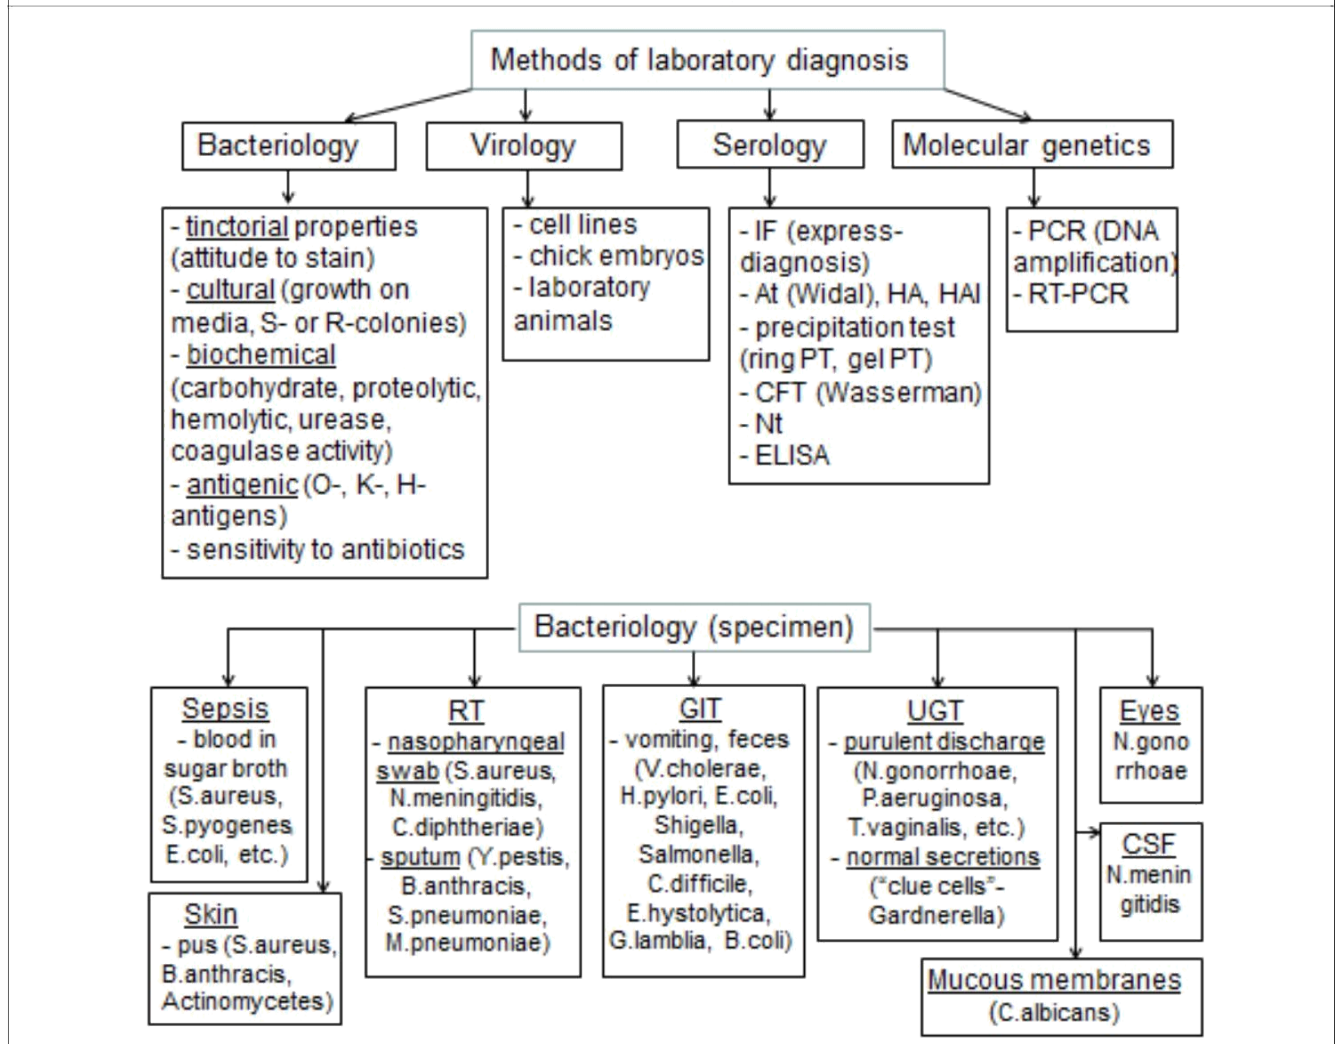 Methods of laboratory diagnosis
Bacteriology
Virology
Serology
Molecular genetics
- tinctorial properties
(attitude to stain)
- cultural (growth on
media, S- or R-colonies)
- biochemical
(carbohydrate, proteolytic,
hemolytic, urease,
coagulase activity)
- antigenic (O-, K-, H-
antigens)
- sensitivity to antibiotics
- cell lines
- chick embryos
- laboratory
animals
- IF (express-
diagnosis)
- At (Widal), HA, HAI
- precipitation test
(ring PT, gel PT)
- CFT (Wasserman)
- Nt
- ELISA
- PCR (DNA
amplification)
- RT-PCR
Bacteriology (specimen)
Sepsis
- blood in
sugar broth
(S.aureus,
S.pyogenes
E.coli, etc.)
Skin
- pus (S.aureus,
B.anthracis,
Actinomycetes)
RT
- nasopharyngeal
swab (S.aureus,
N.meningitidis,
C.diphtheriae)
- sputum (Y.pestis,
B.anthracis,
S.pneumoniae,
M.pneumoniae)
GIT
- vomiting, feces
(V.cholerae,
H.pylori, E.coli,
Shigella,
Salmonella,
C.difficile,
E.hystolytica,
G.lamblia, B.coli)
UGT
- purulent discharge
(N.gonorrhoae,
P.aeruginosa,
T.vaginalis, etc.)
- normal secretions
("clue cells"-
Gardnerella)
Eyes
N.gono
rrhoae
CSF
N.menin
gitidis
Mucous membranes
(C.albicans)